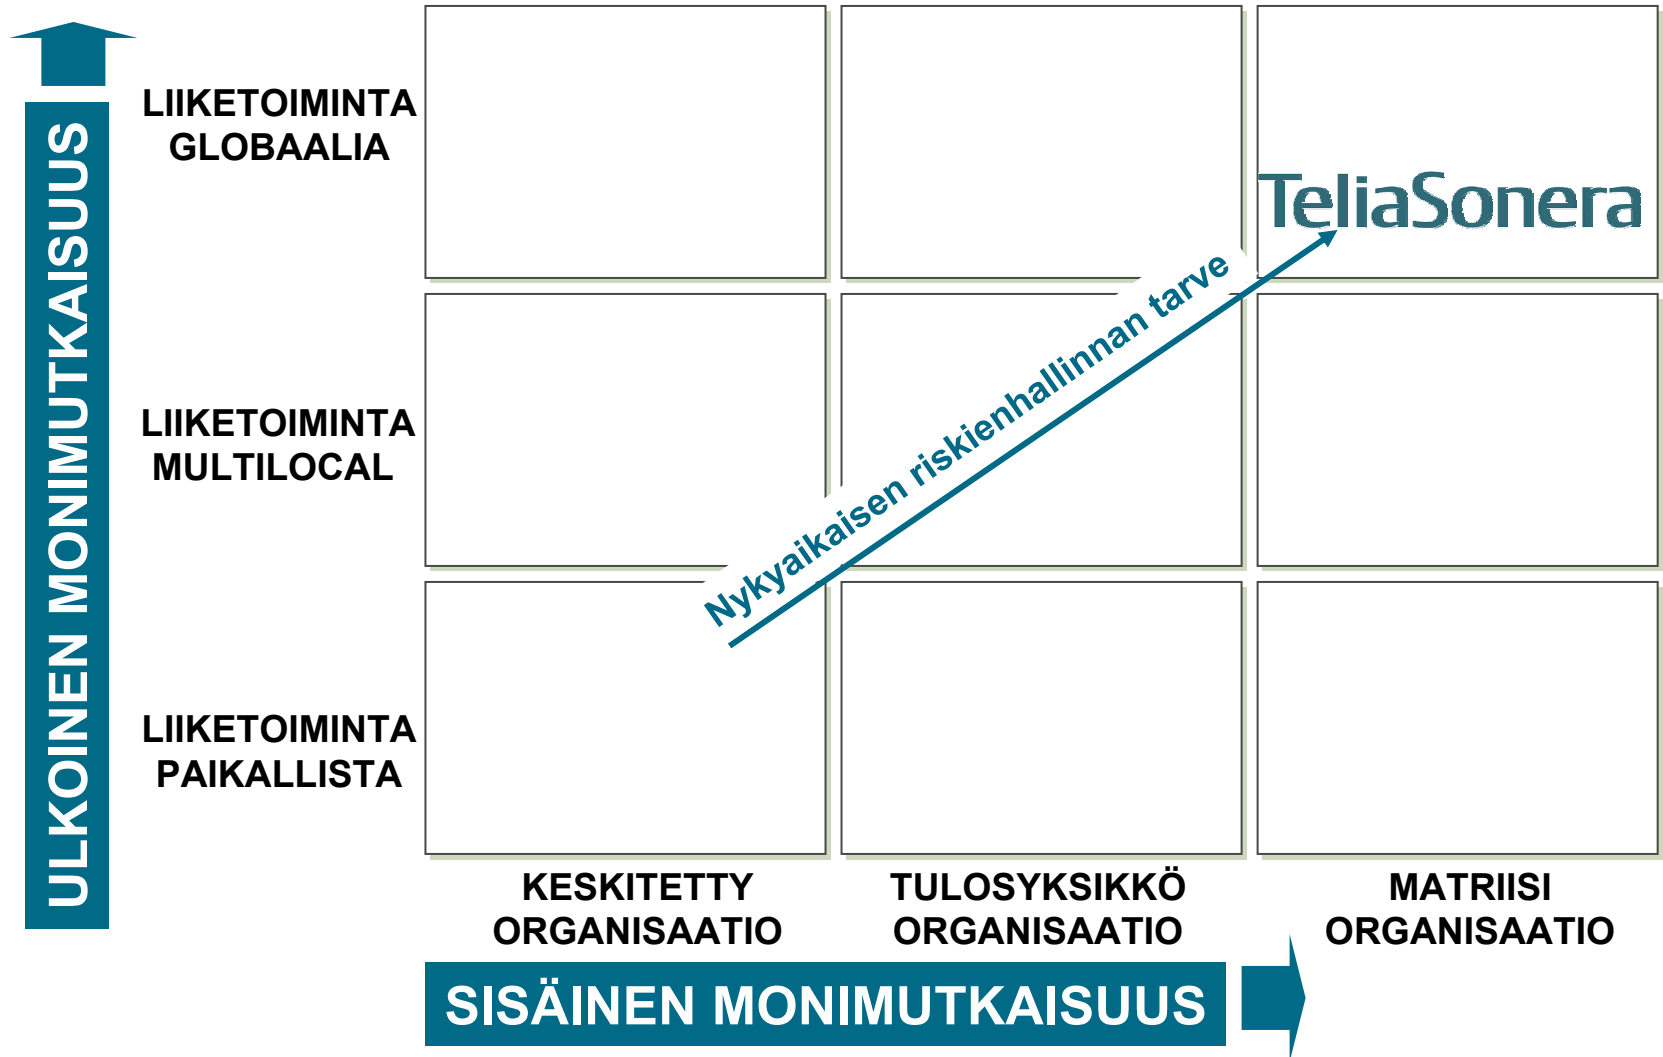 ULKOINEN MONIMUTKAISUUS
LIIKETOIMINTA
GLOBAALIA
TeliaSonera
Nykyaikaisen riskienhallinnan tarve
LIIKETOIMINTA
MULTILOCAL
LIIKETOIMINTA
PAIKALLISTA
KESKITETTY
ORGANISAATIO
TULOSYKSIKKÖ
ORGANISAATIO
MATRIISI
ORGANISAATIO
SISÄINEN MONIMUTKAISUUS